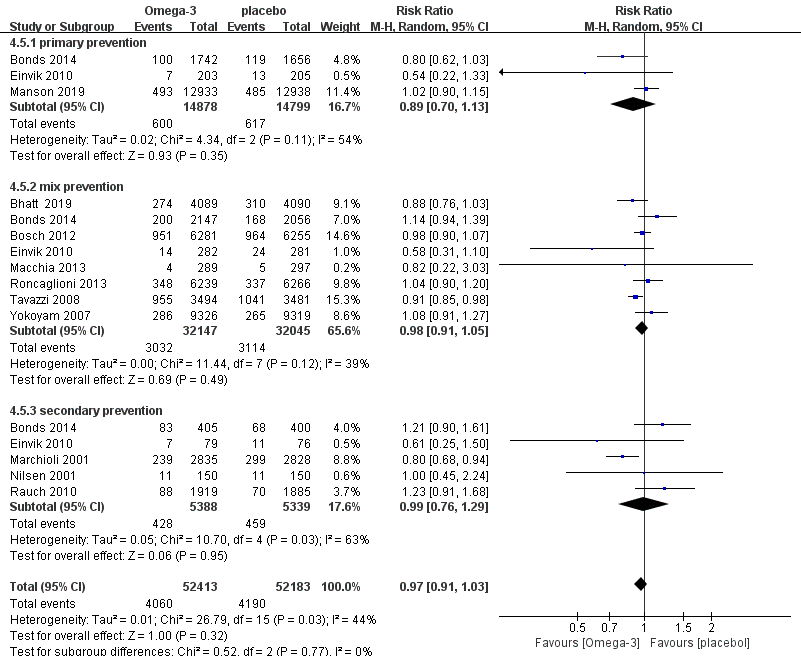 Omega-3 placebo Risk Ratio Risk Ratio
Study or Subgroup Events Total Events Total Weight M-H, Random, 95% CI M-H, Random, 95% CI
4.5.1 primary prevention
Bonds 2014 100 1742 119 1656 4.8% 0.80 [0.62, 1.03]
Einvik 2010 7 203 13 205 0.5% 0.54 [0.22, 1.33]
Manson 2019 493 12933 485 12938 11.4% 1.02 [0.90, 1.15]
Subtotal (95% CI) 14878 14799 16.7% 0.89 [0.70, 1.13]
Total events 600 617
Heterogeneity: Tau² = 0.02; Chi² = 4.34, df = 2 (P = 0.11); I² = 54%
Test for overall effect: Z = 0.93 (P = 0.35)
4.5.2 mix prevention
Bhatt 2019 274 4089 310 4090 9.1% 0.88 [0.76, 1.03]
Bonds 2014 200 2147 168 2056 7.0% 1.14 [0.94, 1.39]
Bosch 2012 951 6281 964 6255 14.6% 0.98 [0.90, 1.07]
Einvik 2010 14 282 24 281 1.0% 0.58 [0.31, 1.10]
Macchia 2013 4 289 5 297 0.2% 0.82 [0.22, 3.03]
Roncaglioni 2013 348 6239 337 6266 9.8% 1.04 [0.90, 1.20]
Tavazzi 2008 955 3494 1041 3481 15.3% 0.91 [0.85, 0.98]
Yokoyam 2007 286 9326 265 9319 8.6% 1.08 [0.91, 1.27]
Subtotal (95% CI) 32147 32045 65.6% 0.98 [0.91, 1.05]
Total events 3032 3114
Heterogeneity: Tau² = 0.00; Chi² = 11.44, df = 7 (P = 0.12); I² = 39%
Test for overall effect: Z = 0.69 (P = 0.49)
4.5.3 secondary prevention
Bonds 2014 83 405 68 400 4.0% 1.21 [0.90, 1.61]
Einvik 2010 7 79 11 76 0.5% 0.61 [0.25, 1.50]
Marchioli 2001 239 2835 299 2828 8.8% 0.80 [0.68, 0.94]
Nilsen 2001 11 150 11 150 0.6% 1.00 [0.45, 2.24]
Rauch 2010 88 1919 70 1885 3.7% 1.23 [0.91, 1.68]
Subtotal (95% CI) 5388 5339 17.6% 0.99 [0.76, 1.29]
Total events 428 459
Heterogeneity: Tau² = 0.05; Chi² = 10.70, df = 4 (P = 0.03); I² = 63%
Test for overall effect: Z = 0.06 (P = 0.95)
Total (95% CI) 52413 52183 100.0% 0.97 [0.91, 1.03]
Total events 4060 4190
Heterogeneity: Tau² = 0.01; Chi² = 26.79, df = 15 (P = 0.03); I² = 44%
Test for overall effect: Z = 1.00 (P = 0.32)
Test for subgroup differences: Chi² = 0.52, df = 2 (P = 0.77), I² = 0%
0.5 0.7 1 1.5 2
Favours [Omega-3] Favours [placebol]